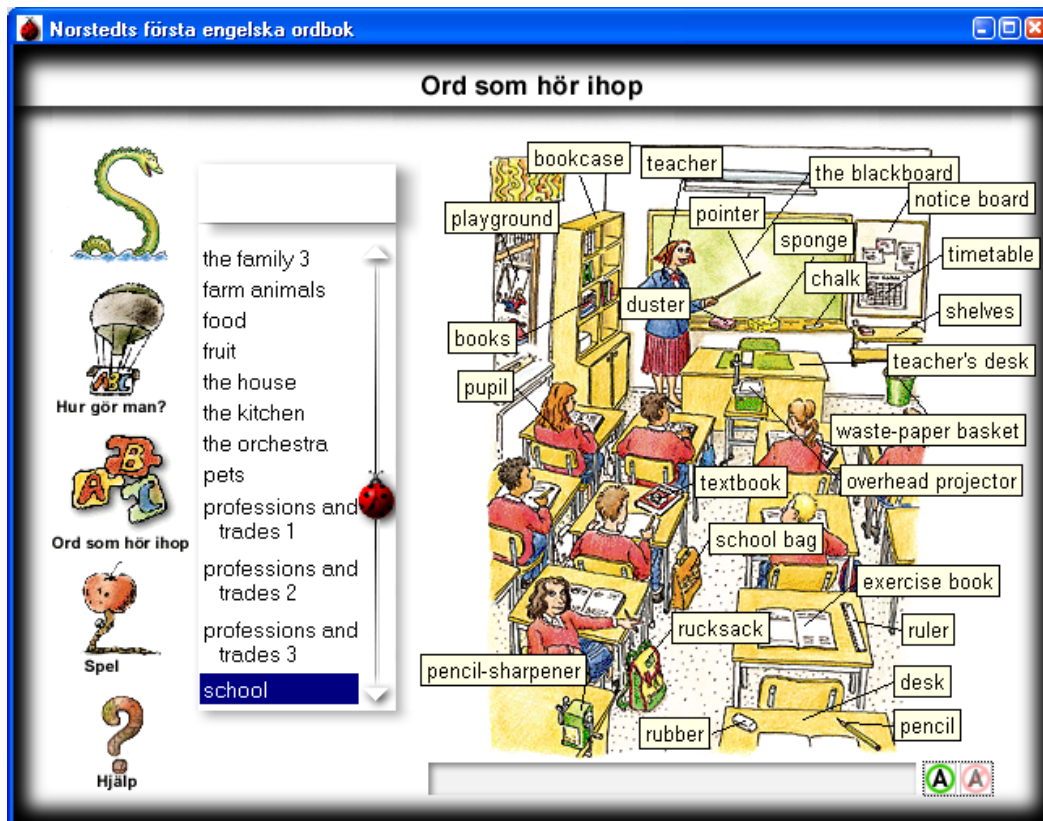 Norstedts första engelska ordbok
Ord som hör ihop
Hur gör man?
ABC
A B C
Ord som hör ihop
Spel
Hjälp
the family 3
farm animals
food
fruit
the house
the kitchen
the orchestra
pets
professions and
trades 1
professions and
trades 2
professions and
trades 3
school
bookcase
teacher
the blackboard
notice board
playground
pointer
sponge
timetable
chalk
duster
shelves
books
teacher's desk
pupil
waste-paper basket
textbook
overhead projector
school bag
exercise book
rucksack
ruler
pencil-sharpener
desk
rubber
pencil
A A